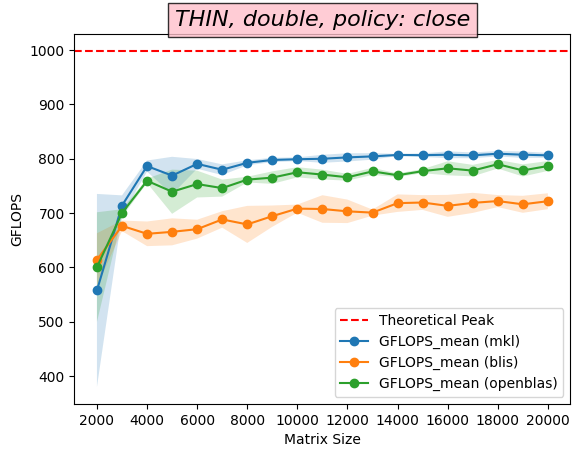 THIN, double, policy: close
1000
900
800
700
600
500
400
GFLOPS
Theoretical Peak
GFLOPS_mean (mkl)
GFLOPS_mean (blis)
GFLOPS_mean (openblas)
2000 4000 6000 8000 10000 12000 14000 16000 18000 20000
Matrix Size